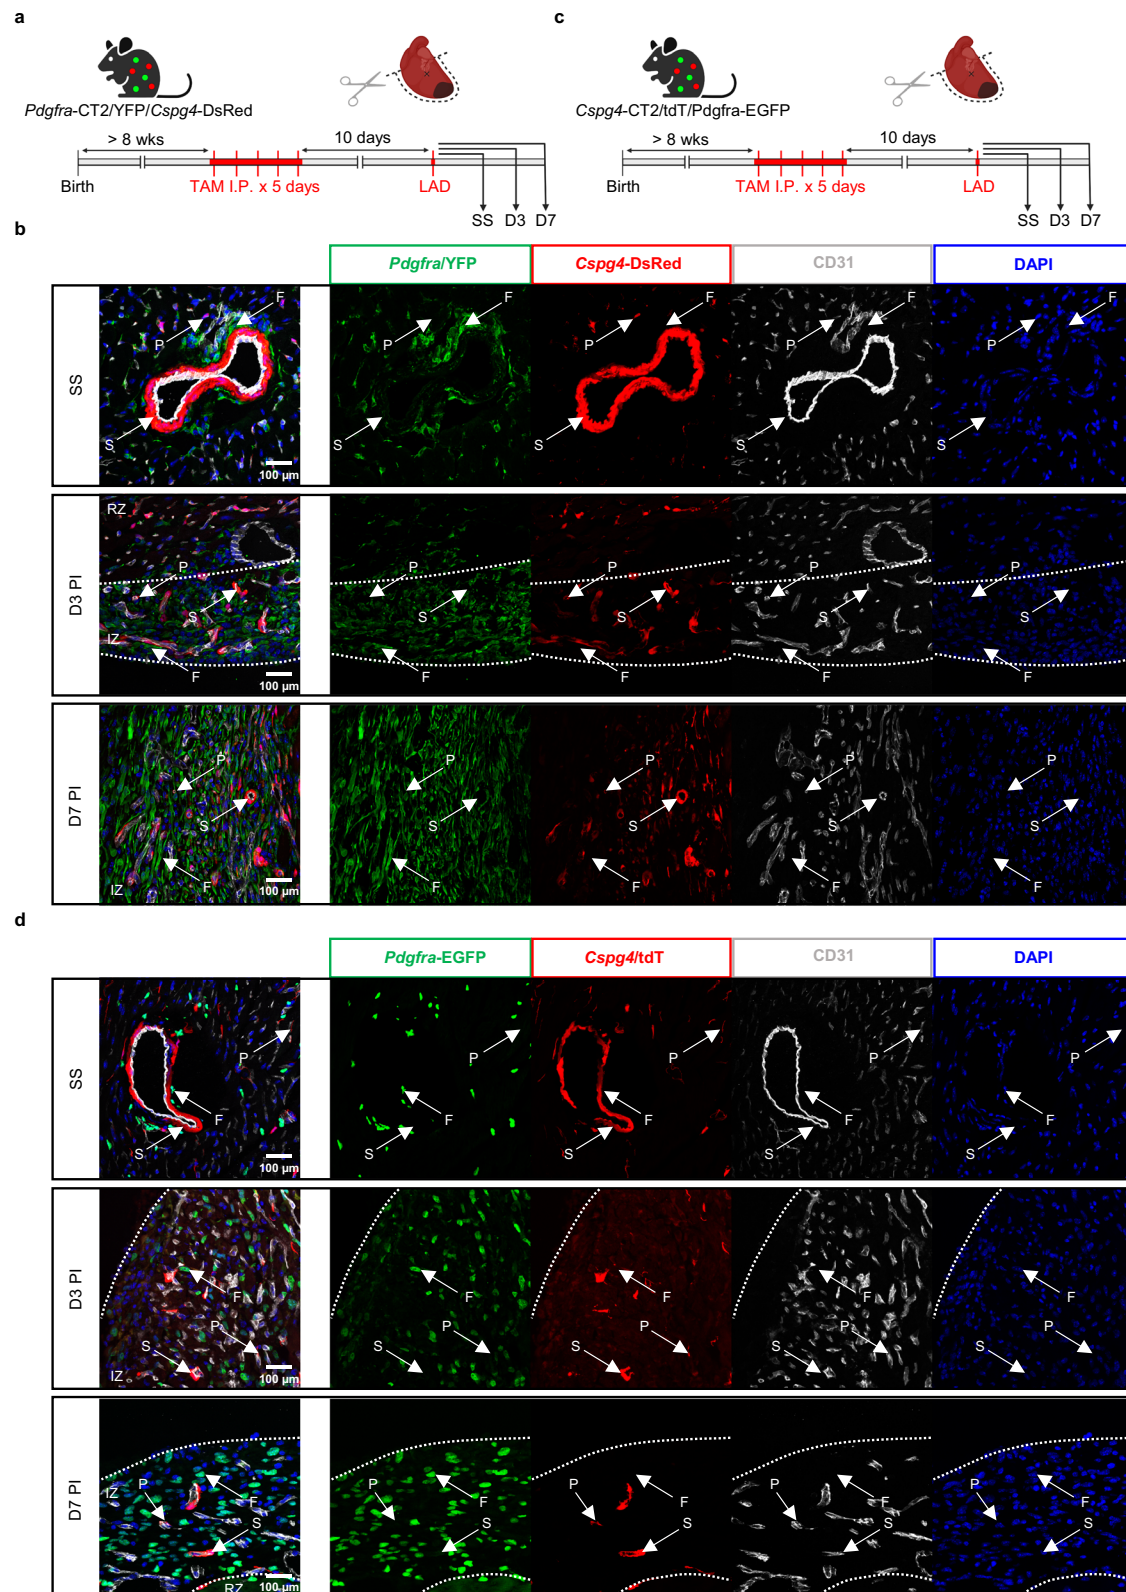 a
c
Pdgfra-CT2/YFP/Cspg4-DsRed
Cspg4-CT2/tdT/Pdgfra-EGFP
> 8 wks
10 days
> 8 wks
10 days
Birth
TAM I.P. x 5 days
LAD
Birth
TAM I.P. x 5 days
LAD
SS
D3
D7
SS
D3
D7
b
Pdgfra/YFP
Cspg4-DsRed
CD31
DAPI
SS
F
P
S
100 µm
F
P
S
F
P
S
F
P
S
F
P
S
D3 PI
RZ
P
S
IZ
F
100 µm
P
S
F
P
S
F
P
S
F
P
S
F
D7 PI
P
S
F
IZ
100 µm
P
S
F
P
S
F
P
S
F
P
S
F
d
Pdgfra-EGFP
Cspg4/tdT
CD31
DAPI
SS
P
F
S
100 µm
P
F
S
P
F
S
P
F
S
P
F
S
D3 PI
F
P
S
IZ
100 µm
F
P
S
F
P
S
F
P
S
F
P
S
D7 PI
P
IZ
F
S
RZ
100 µm
P
F
S
P
F
S
P
F
S
P
F
S